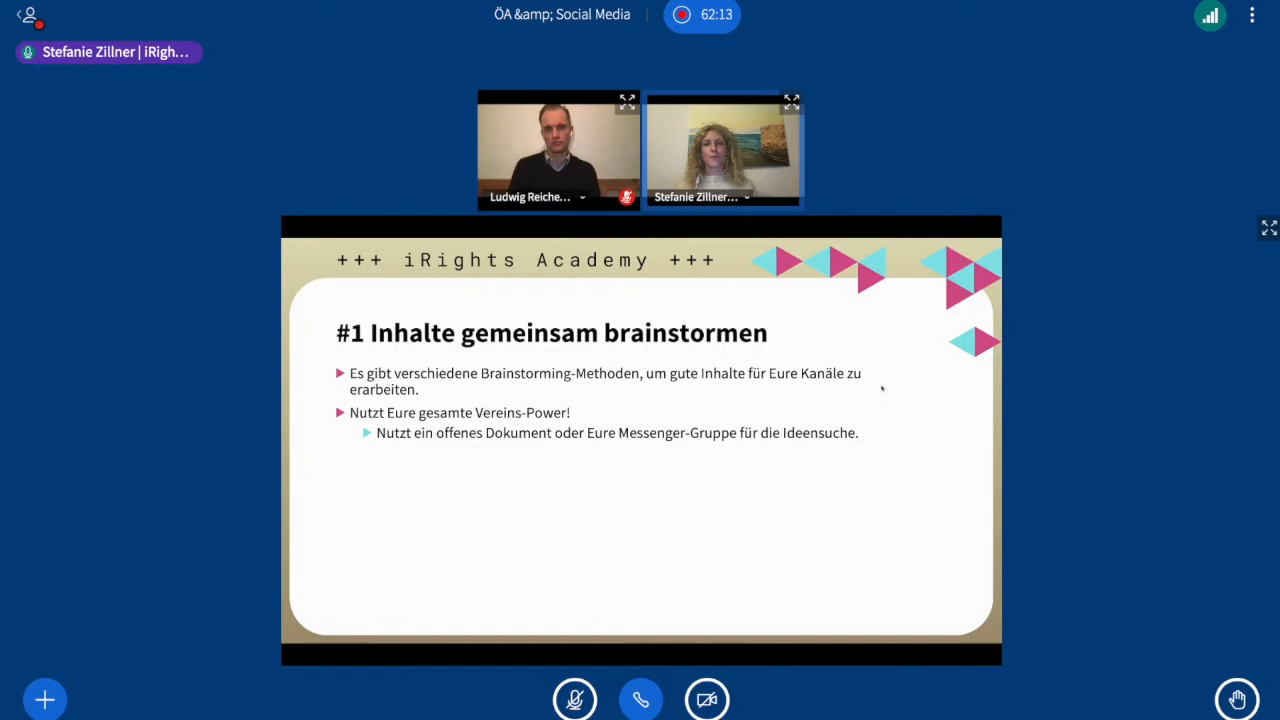 ÖA &amp; Social Media
62:13
Stefanie Zillner | iRigh...
Ludwig Reiche...
Stefanie Zillner...
+++ iRights Academy +++
#1 Inhalte gemeinsam brainstormen
Es gibt verschiedene Brainstorming-Methoden, um gute Inhalte für Eure Kanäle zu
erarbeiten.
Nutzt Eure gesamte Vereins-Power!
Nutzt ein offenes Dokument oder Eure Messenger-Gruppe für die Ideensuche.